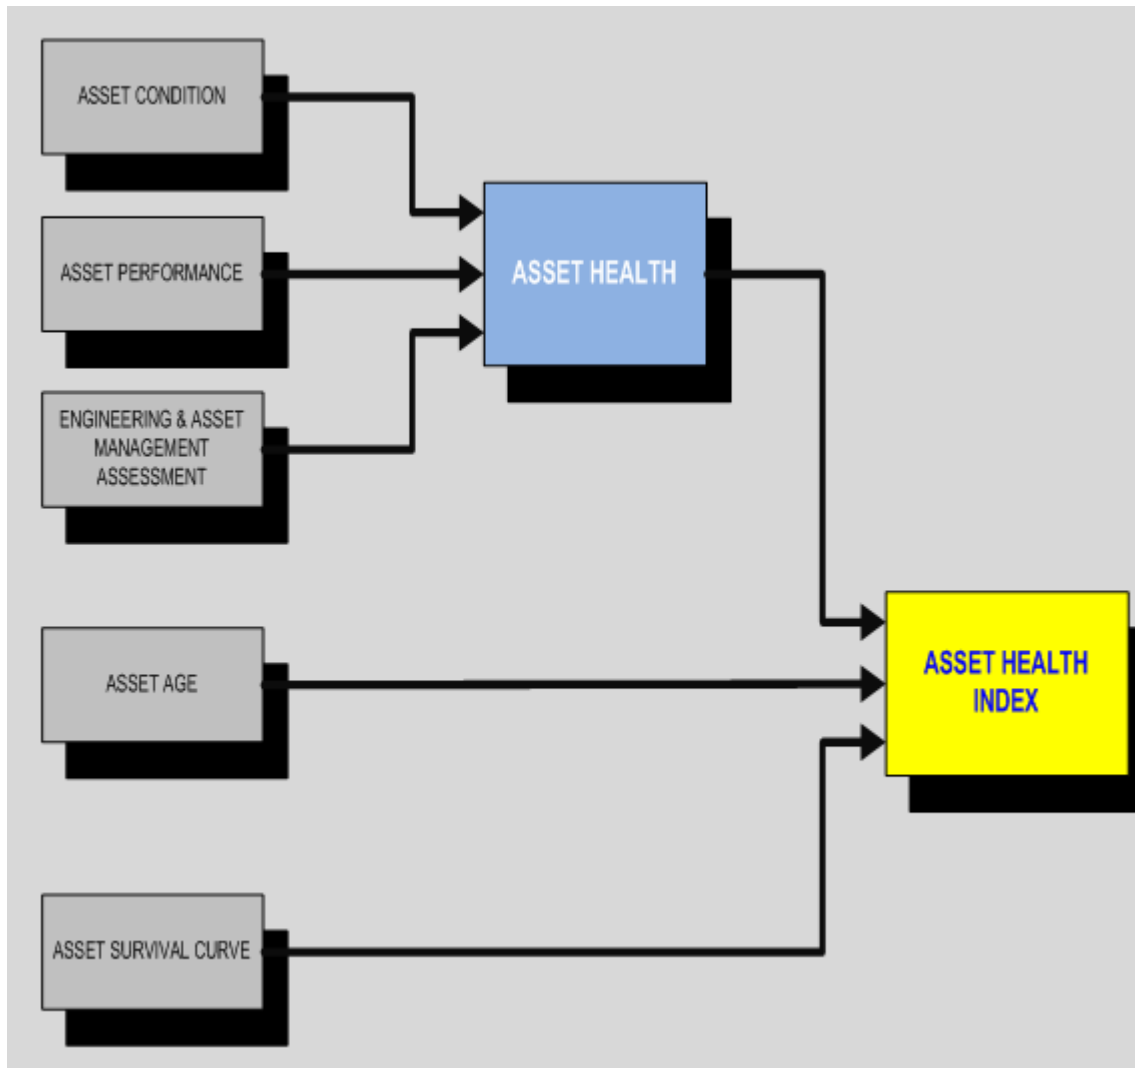 ASSET CONDITION
ASSET PERFORMANCE
ASSET HEALTH
ENGINEERING & ASSET
MANAGEMENT
ASSESSMENT
ASSET AGE
ASSET HEALTH
INDEX
ASSET SURVIVAL CURVE